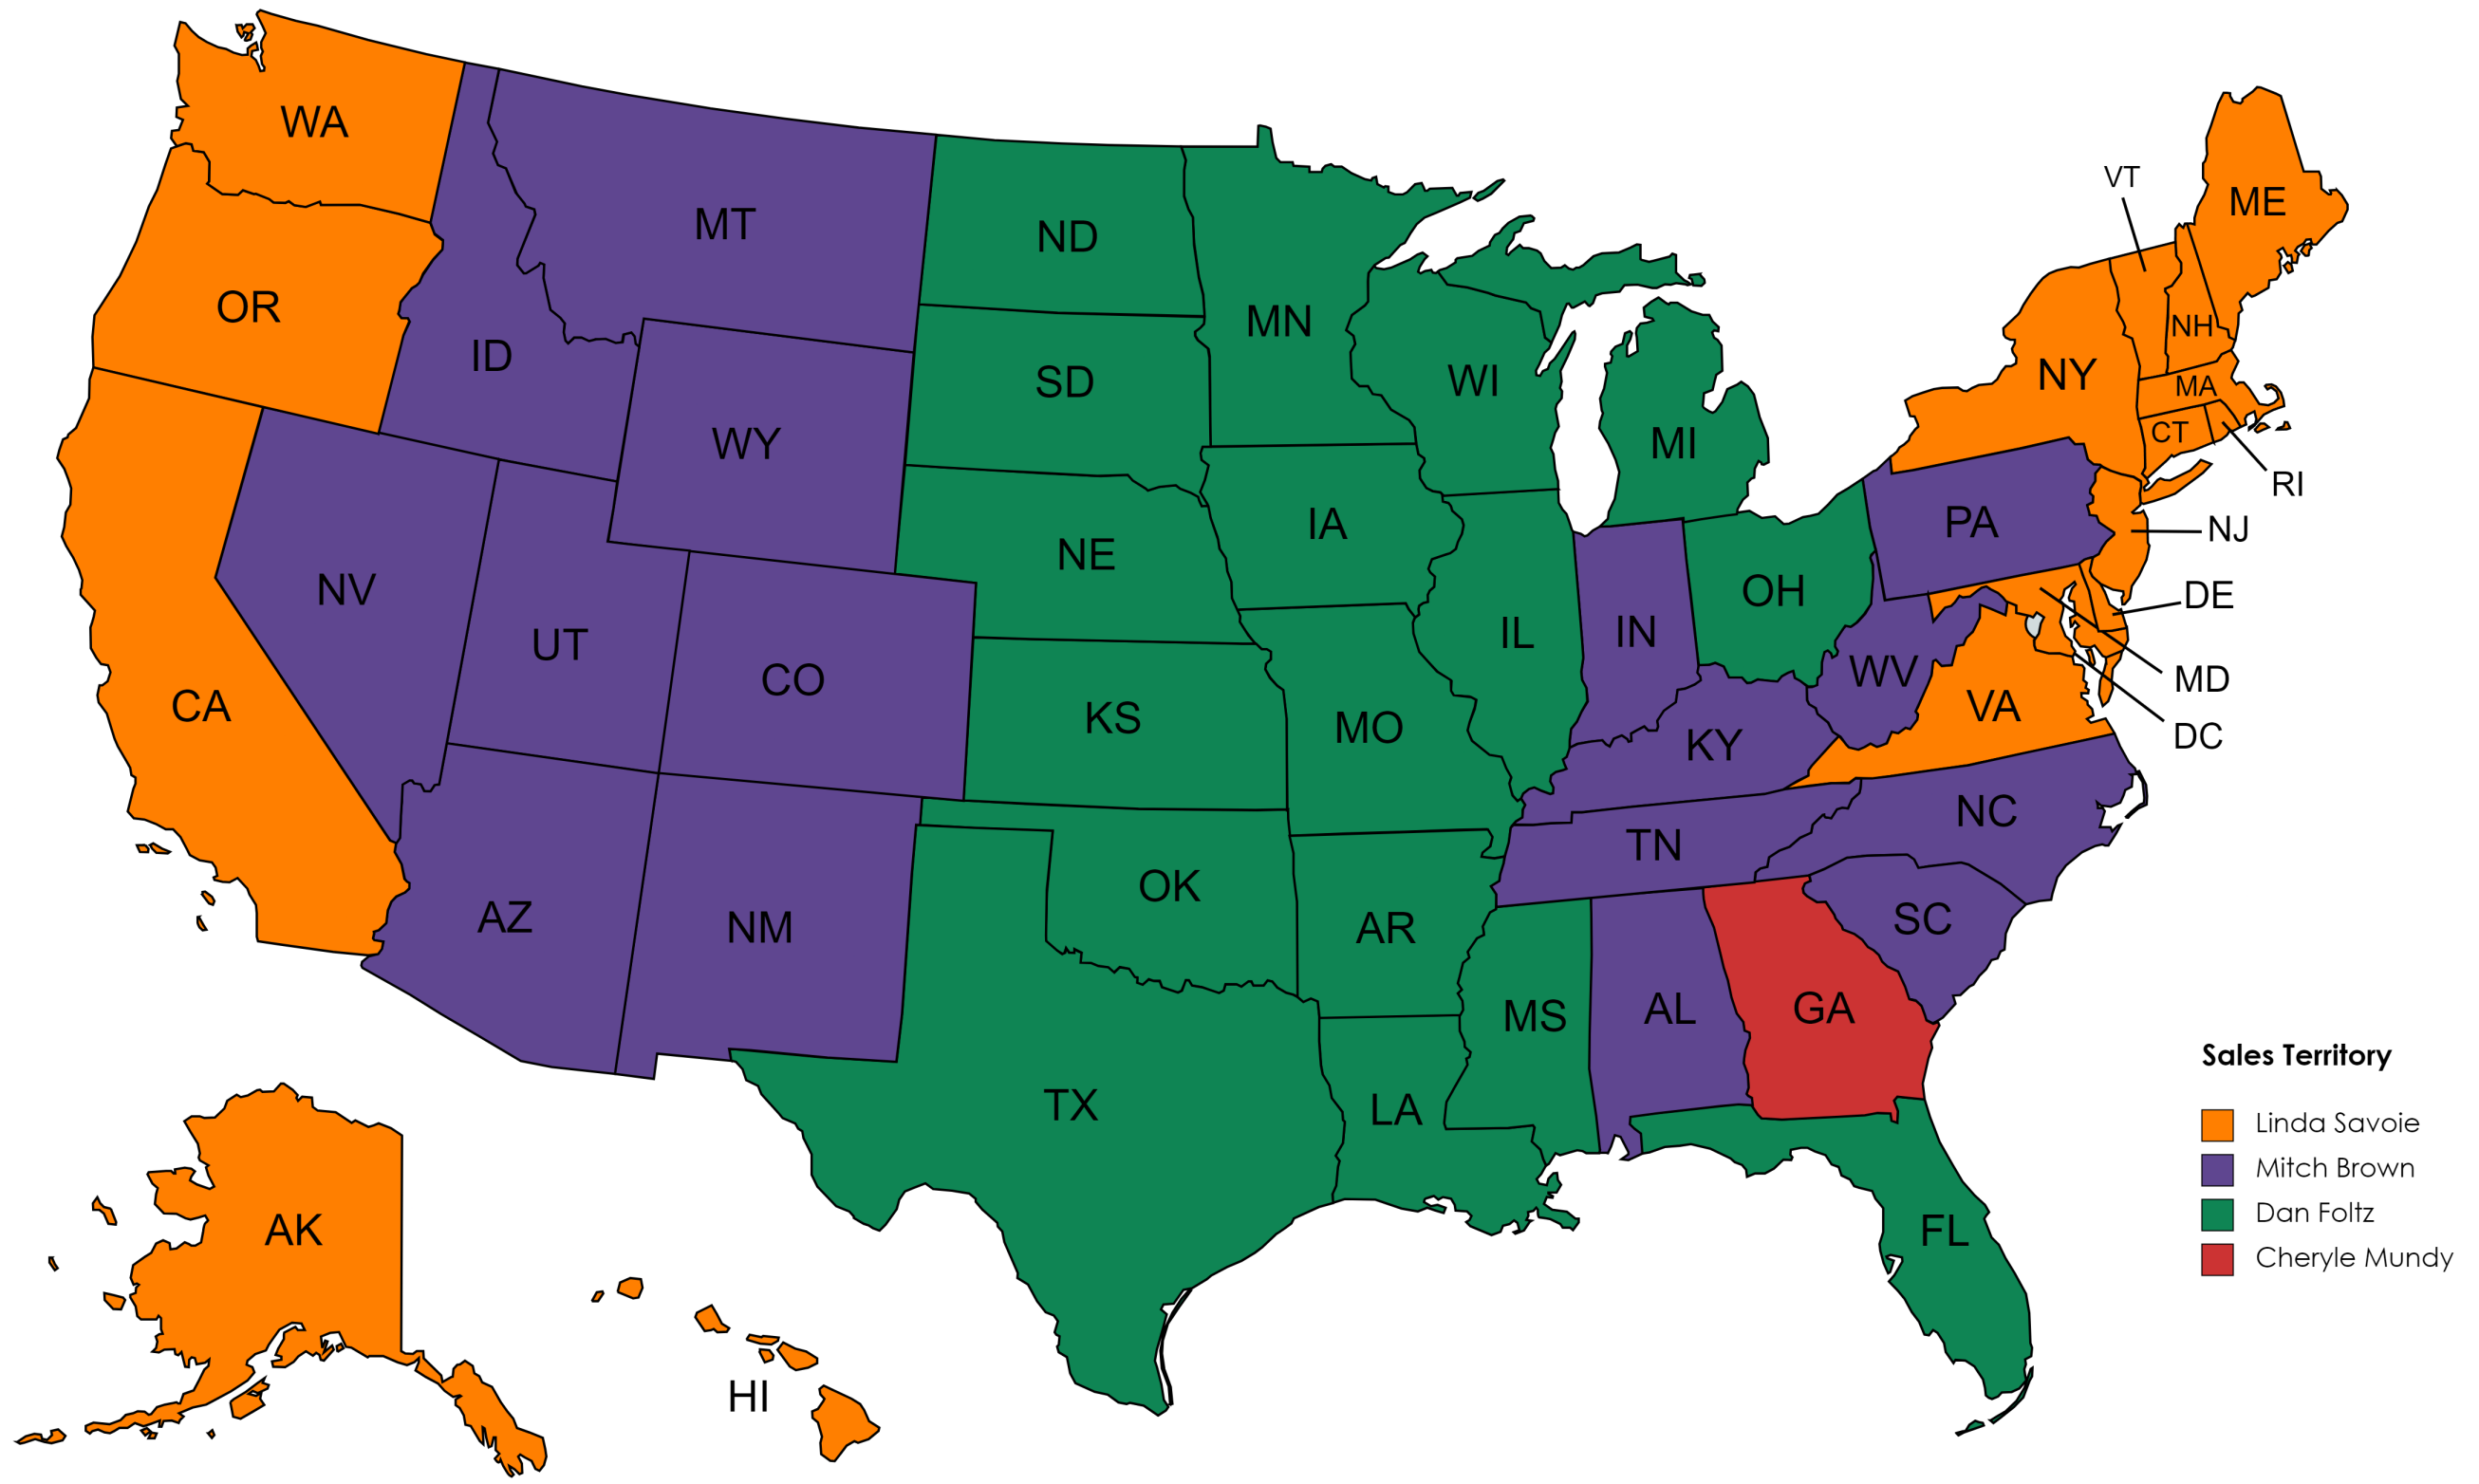 WA
MT
ND
MN
VT
ME
OR
ID
SD
WI
MI
NH
NY
MA
CT
RI
WY
NE
IA
PA
NJ
NV
UT
CO
IL
IN
OH
DE
WV
MD
VA
DC
CA
KS
MO
KY
NC
TN
AZ
NM
OK
AR
SC
MS
AL
GA
TX
LA
FL
AK
HI
Sales Territory
Linda Savoie
Mitch Brown
Dan Foltz
Cheryle Mundy